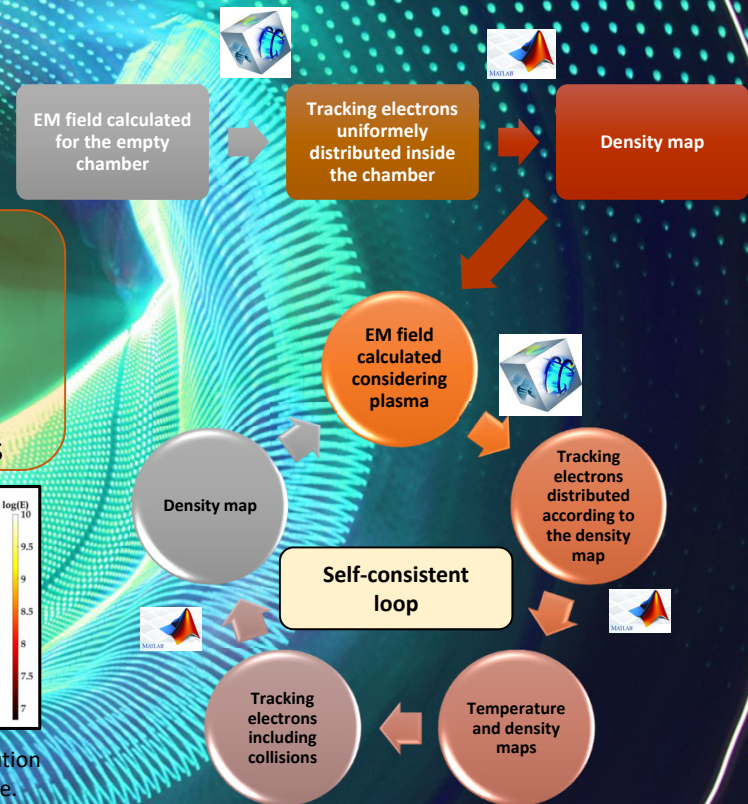 EM field calculated
for the empty
chamber
Tracking electrons
uniformely
distributed inside
the chamber
MATLAB
Density map
EM field
calculated
considering
plasma
Tracking
electrons
distributed
according to
the density
map
MATLAB
Temperature
and density
maps
Tracking
electrons
including
collisions
MATLAB
Density map
Self-consistent
loop
log(E)
10
9.5
9
8.5
8
7.5
7